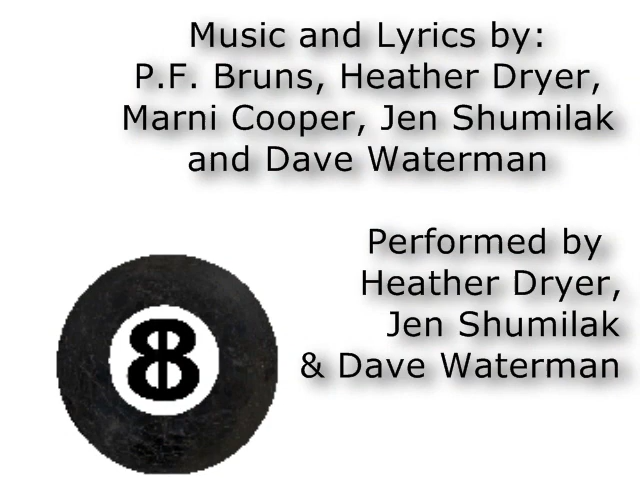 Music and Lyrics by:
P.F. Bruns, Heather Dryer,
Marni Cooper, Jen Shumilak
and Dave Waterman
Performed by
Heather Dryer,
Jen Shumilak
& Dave Waterman
8